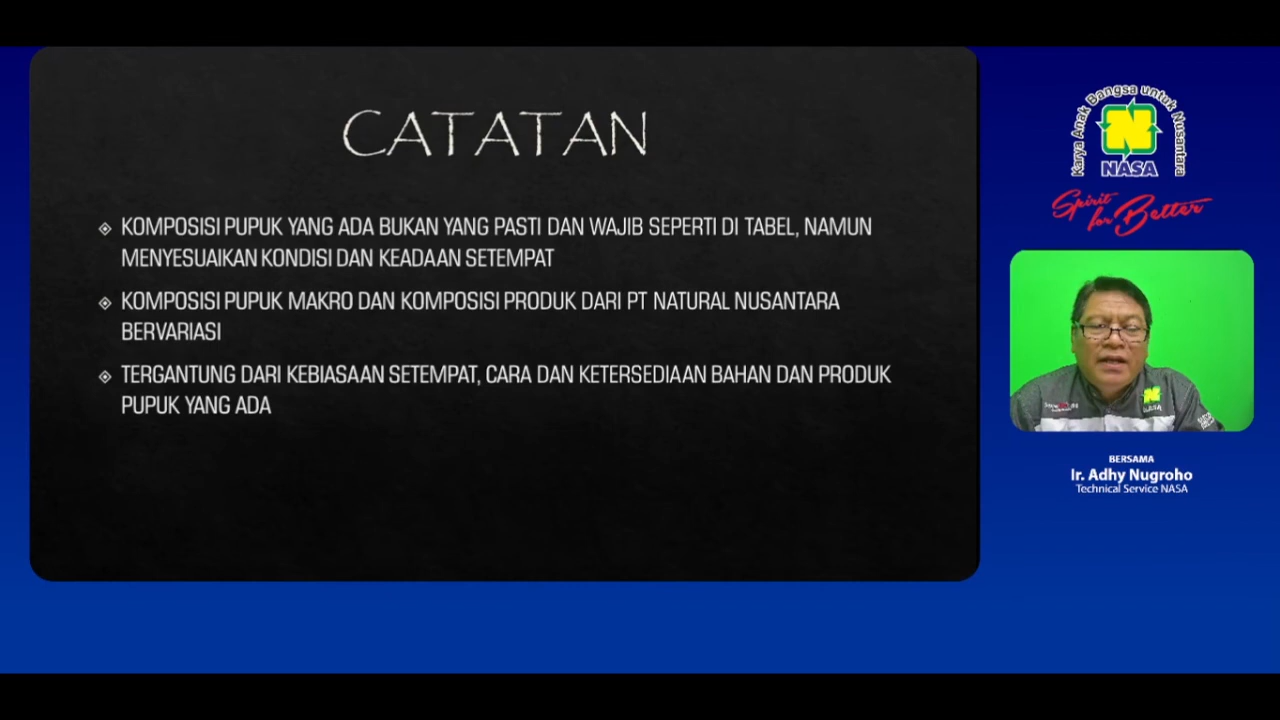 CATATAN
KOMPOSISI PUPUK YANG ADA BUKAN YANG PASTI DAN WAJIB SEPERTI DI TABEL, NAMUN
MENYESUAIKAN KONDISI DAN KEADAAN SETEMPAT
KOMPOSISI PUPUK MAKRO DAN KOMPOSISI PRODUK DARI PT NATURAL NUSANTARA
BERVARIASI
TERGANTUNG DARI KEBIASAAN SETEMPAT, CARA DAN KETERSEDIAAN BAHAN DAN PRODUK
PUPUK YANG ADA
Karya Anak Bangsa untuk Nusantara
N
NASA
Spirit
for Better
N
NASA
BERSAMA
Ir. Adhy Nugroho
Technical Service NASA